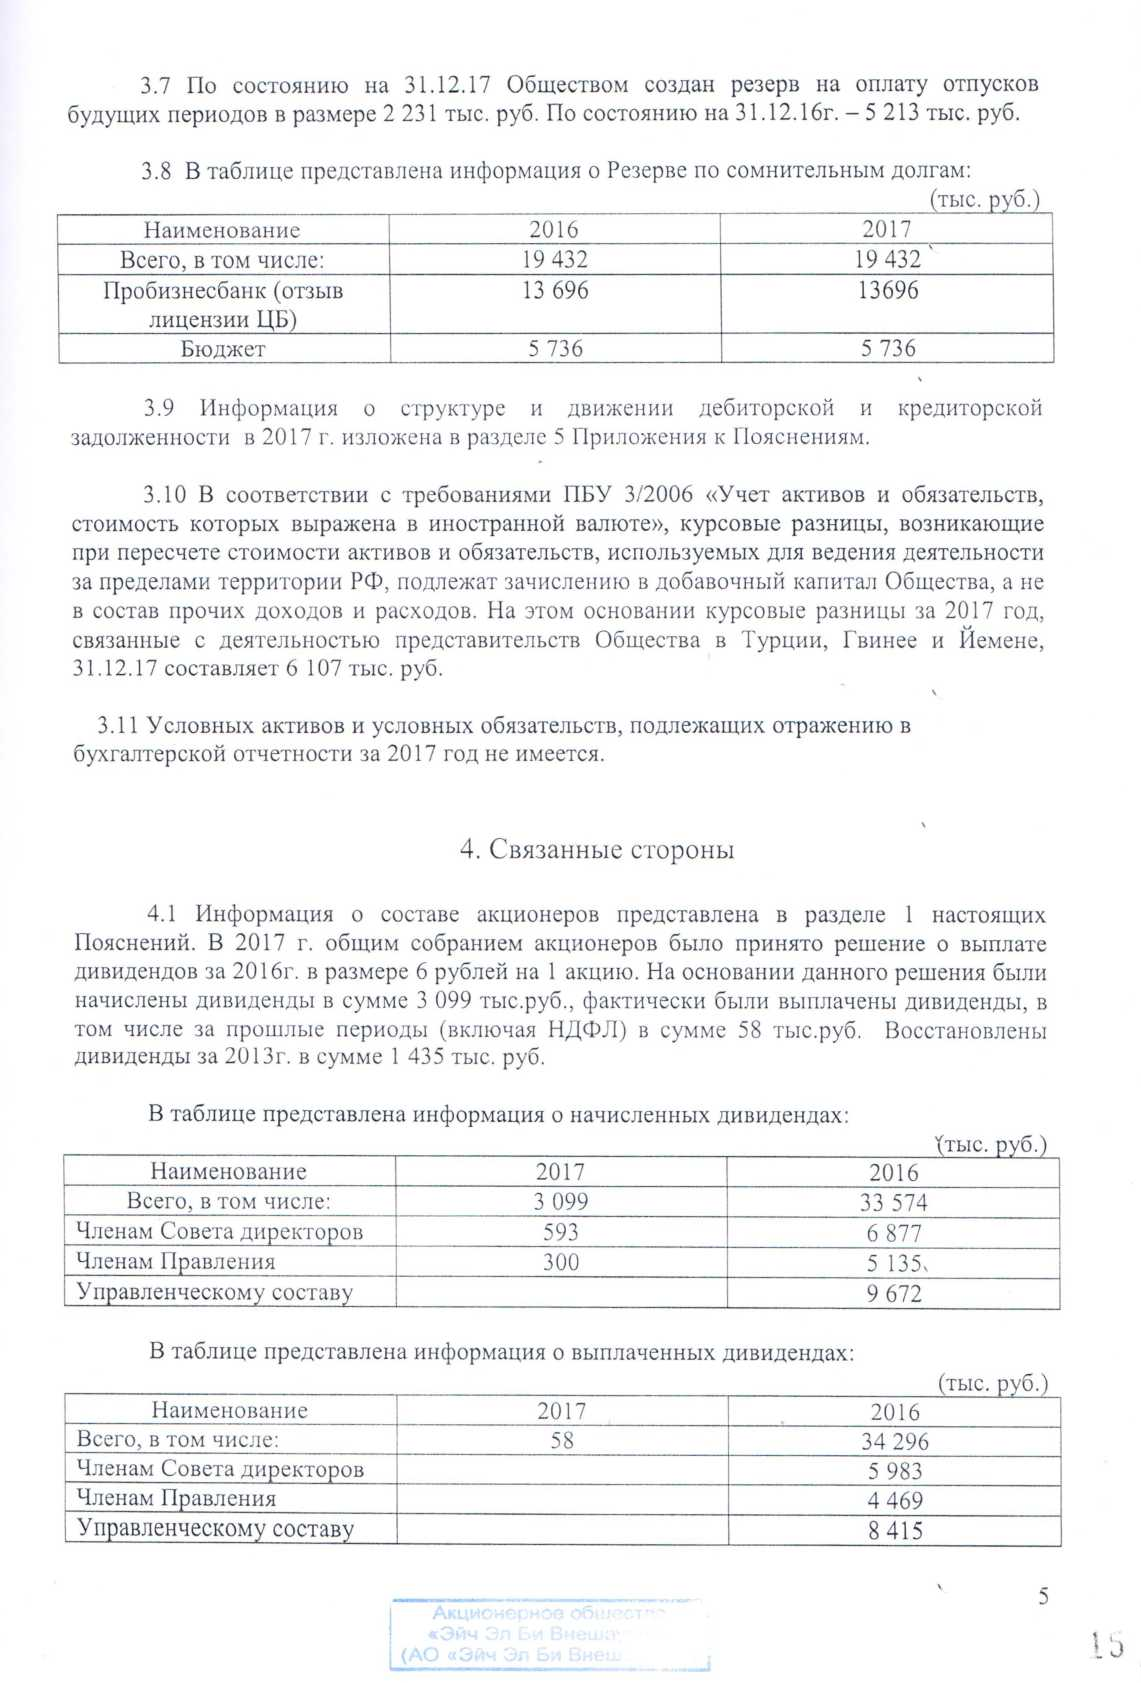 3.7 По состоянию на 31.12.17 Обществом создан резерв на оплату отпусков
будущих периодов в размере 2 231 тыс. руб. По состоянию на 31.12.16г. – 5 213 тыс. руб.
3.8 В таблице представлена информация о Резерве по сомнительным долгам:
(тыс. руб.)
Наименование 2016 2017
Всего, в том числе: 19 432 19 432
Пробизнесбанк (отзыв 13 696 13696
лицензии ЦБ)
Бюджет 5 736 5 736
3.9 Информация о структуре и движении дебиторской и кредиторской
задолженности в 2017 г. изложена в разделе 5 Приложения к Пояснениям.
3.10 В соответствии с требованиями ПБУ 3/2006 «Учет активов и обязательств,
стоимость которых выражена в иностранной валюте», курсовые разницы, возникающие
при пересчете стоимости активов и обязательств, используемых для ведения деятельности
за пределами территории РФ, подлежат зачислению в добавочный капитал Общества, а не
в состав прочих доходов и расходов. На этом основании курсовые разницы за 2017 год,
связанные с деятельностью представительств Общества в Турции, Гвинее и Йемене,
31.12.17 составляет 6 107 тыс. руб.
3.11 Условных активов и условных обязательств, подлежащих отражению в
бухгалтерской отчетности за 2017 год не имеется.
4. Связанные стороны
4.1 Информация о составе акционеров представлена в разделе 1 настоящих
Пояснений. В 2017 г. общим собранием акционеров было принято решение о выплате
дивидендов за 2016г. в размере 6 рублей на 1 акцию. На основании данного решения были
начислены дивиденды в сумме 3 099 тыс.руб., фактически были выплачены дивиденды, в
том числе за прошлые периоды (включая НДФЛ) в сумме 58 тыс.руб. Восстановлены
дивиденды за 2013г. в сумме 1 435 тыс. руб.
В таблице представлена информация о начисленных дивидендах:
(тыс. руб.)
Наименование 2017 2016
Всего, в том числе: 3 099 33 574
Членам Совета директоров 593 6 877
Членам Правления 300 5 135
Управленческому составу 9 672
В таблице представлена информация о выплаченных дивидендах:
(тыс. руб.)
Наименование 2017 2016
Всего, в том числе: 58 34 296
Членам Совета директоров 5 983
Членам Правления 4 469
Управленческому составу 8 415
5
Акционерное
«Эйч Эл Би
(АО «Эйч Эл Би
15